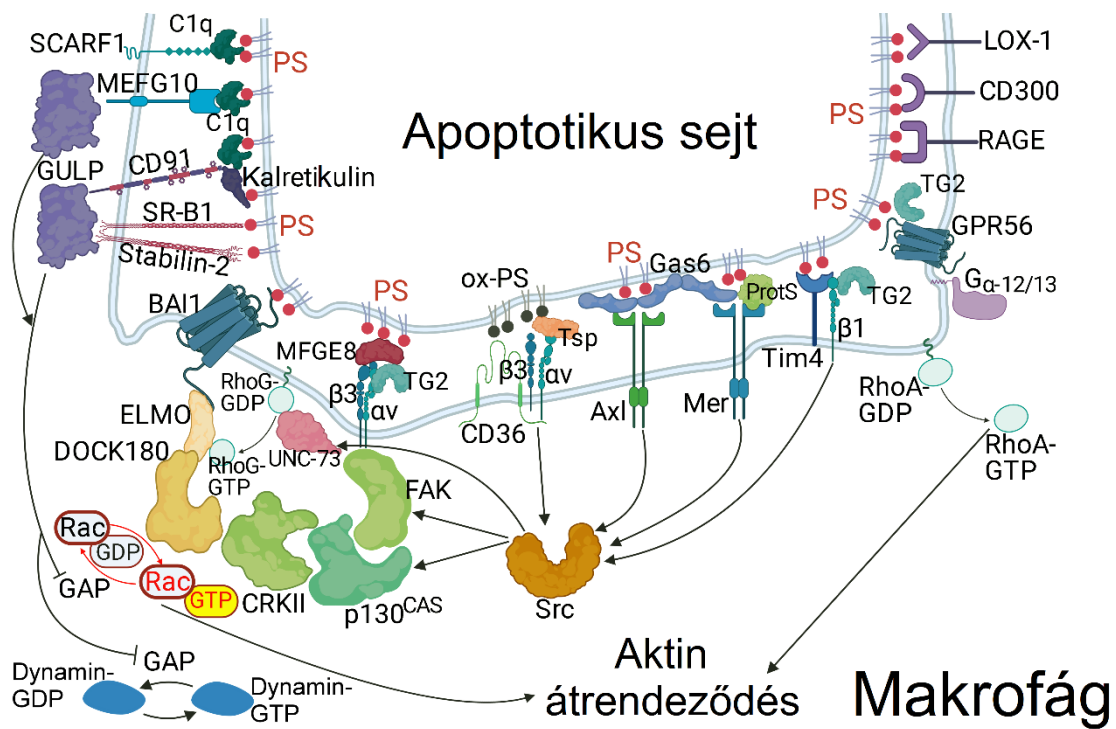 SCARF1
C1q
PS
MEFG10
C1q
GULP
CD91
Kalretikulin
SR-B1
PS
Stabilin-2
BAI1
Apoptotikus sejt
LOX-1
CD300
PS
RAGE
PS
TG2
GPR56
Gα-12/13
PS
MFGE8
TG2
β3
αv
ox-PS
Tsp
β3
αv
CD36
PS
Gas6
ProtS
Axl
Mer
Tim4
TG2
β1
RhoA-
GDP
RhoA-
GTP
RhoG-
GDP
ELMO
DOCK180
RhoG-
GTP
UNC-73
FAK
Rac
GDP
Rac
GTP
GAP
CRKII
p130CAS
Src
GAP
Dynamin-
GDP
Dynamin-
GTP
Aktin
átrendeződés
Makrofág